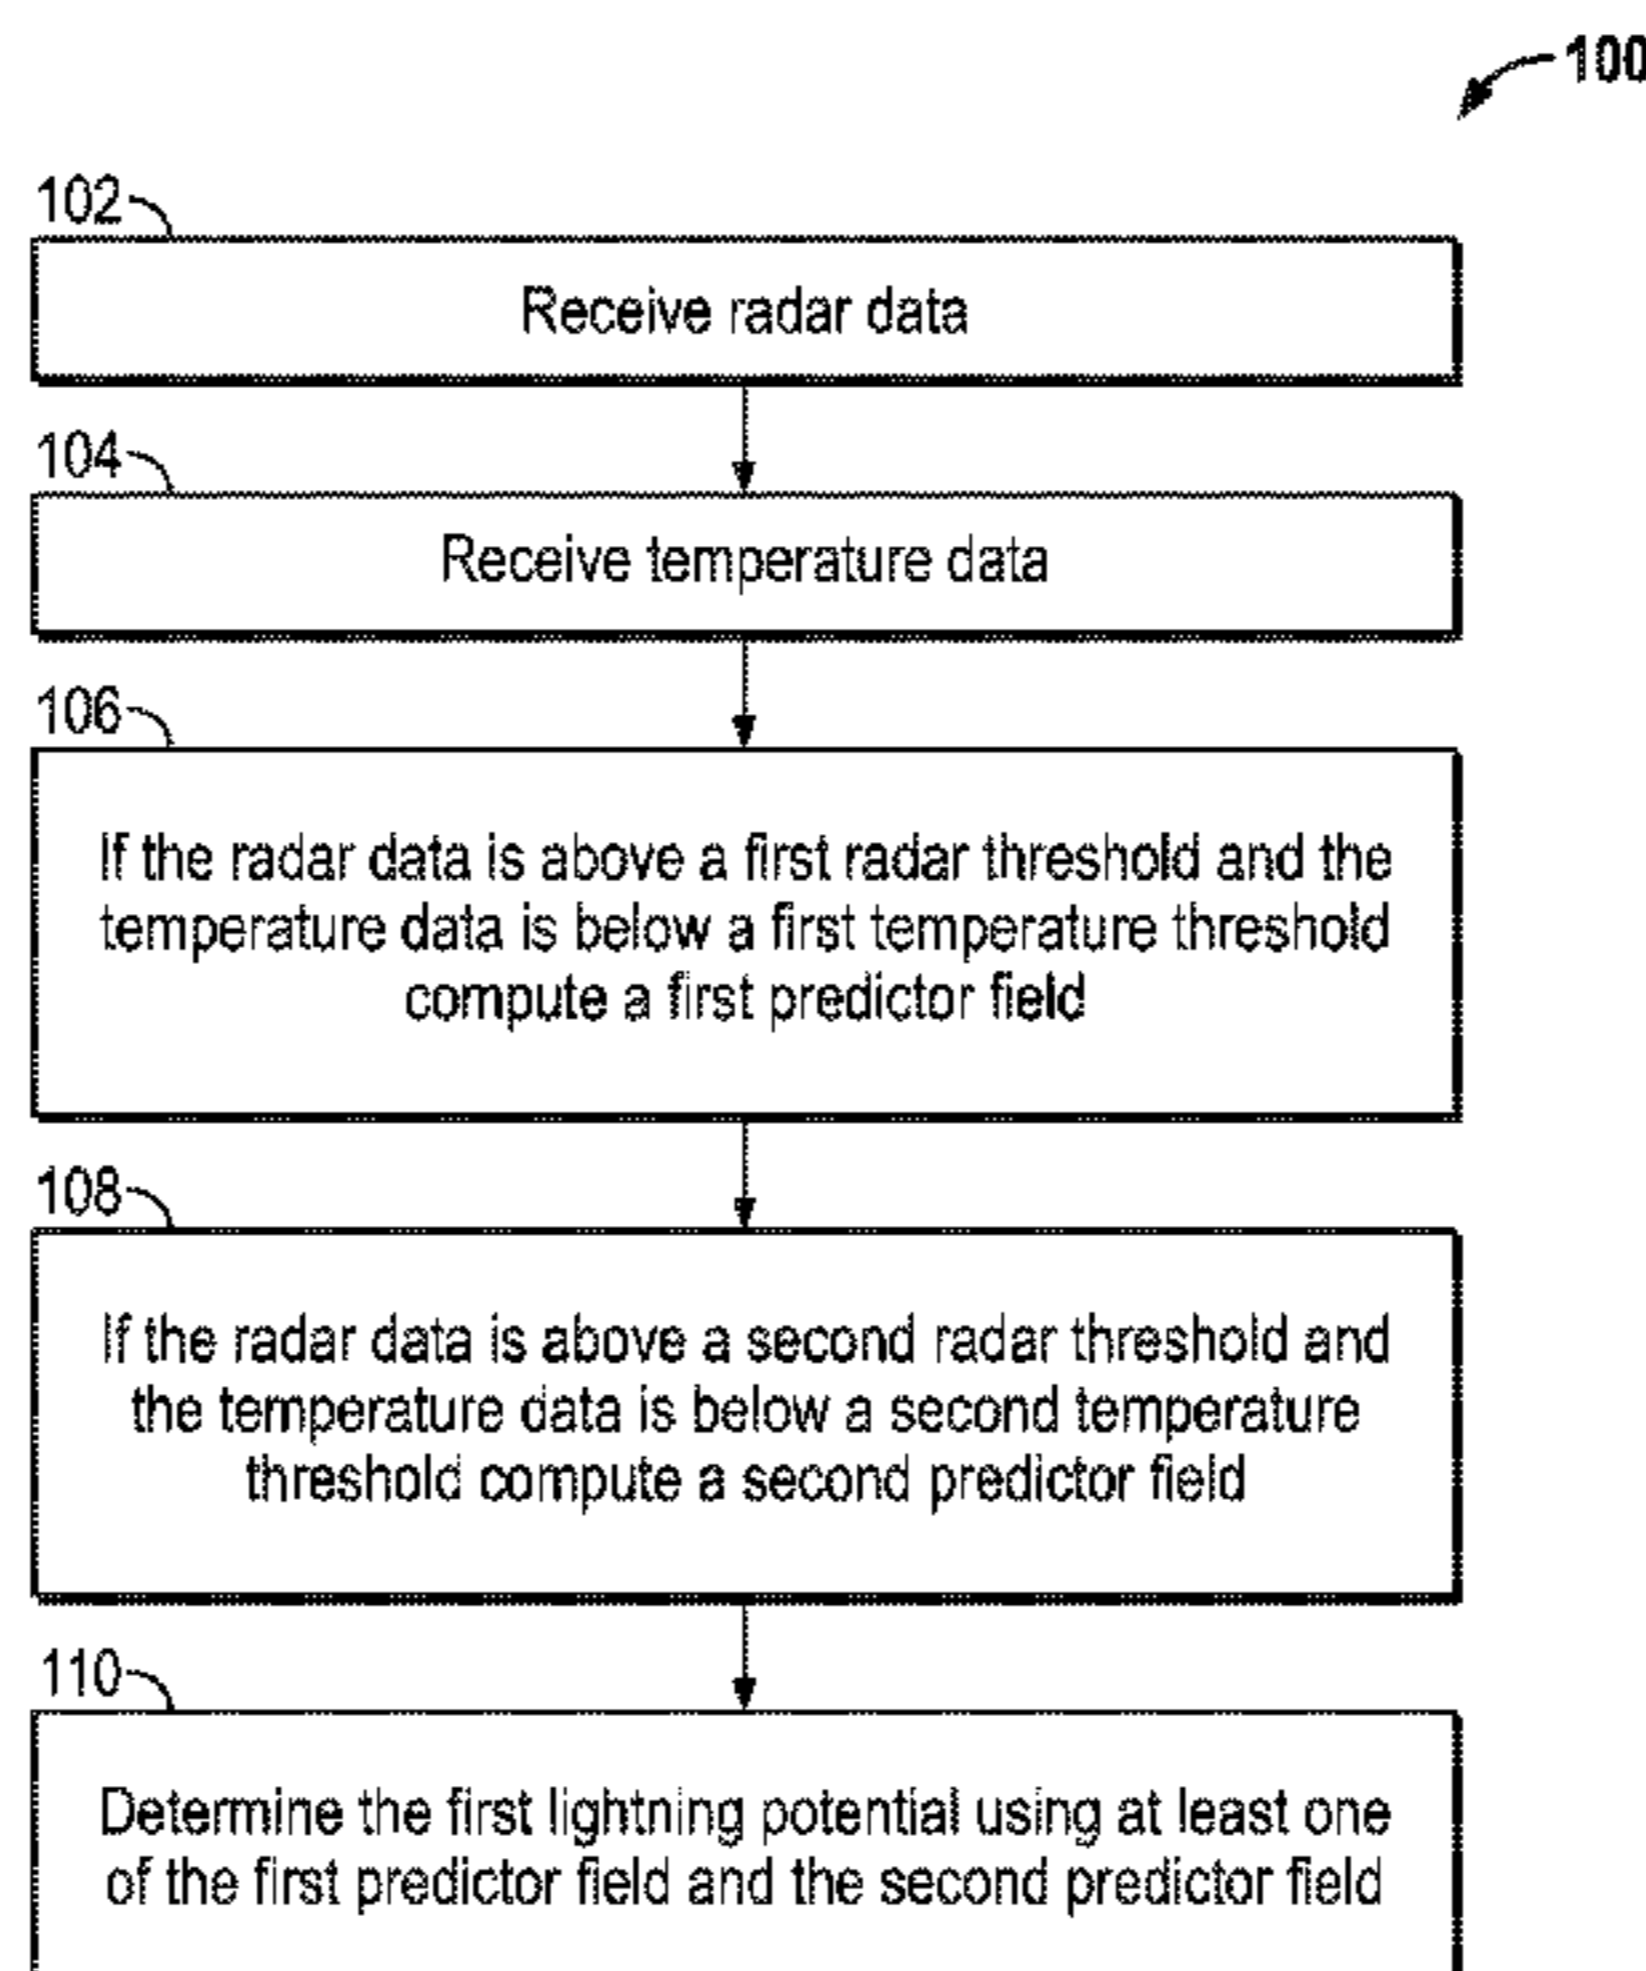 100
102
Receive radar data
104
Receive temperature data
106
If the radar data is above a first radar threshold and the
temperature data is below a first temperature threshold
compute a first predictor field
108
If the radar data is above a second radar threshold and
the temperature data is below a second temperature
threshold compute a second predictor field
110
Determine the first lightning potential using at least one
of the first predictor field and the second predictor field